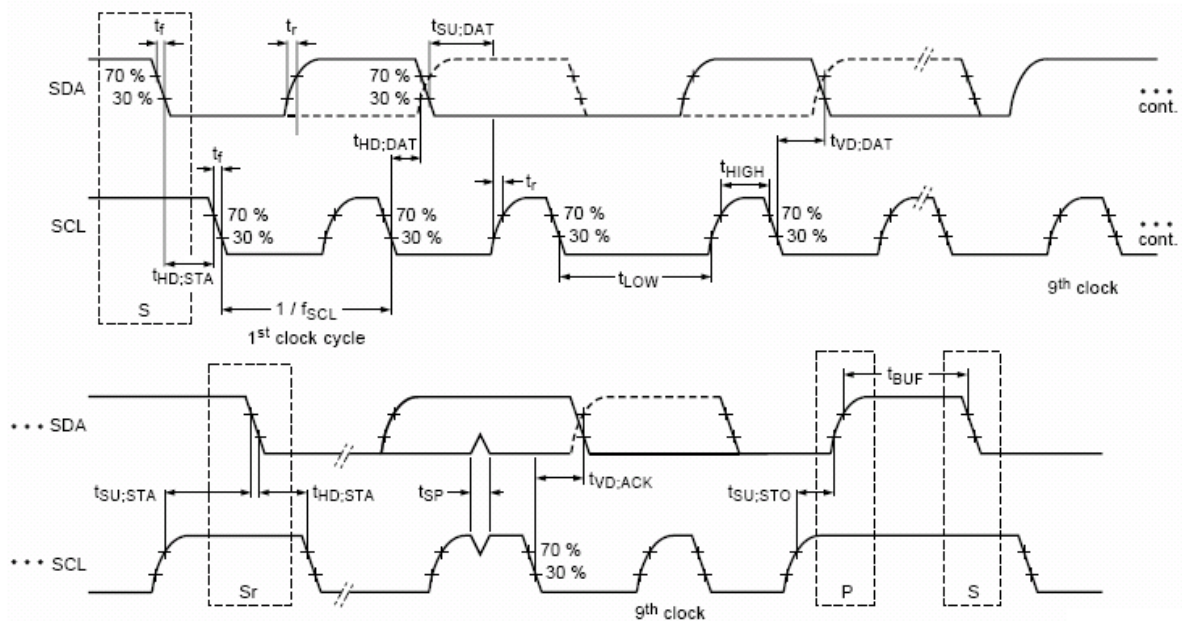 tf
tr
tSU;DAT
SDA
70 %
30 %
70 %
30 %
• • •
cont.
tHD;DAT
tVD;DAT
tf
tr
tHIGH
SCL
70 %
30 %
70 %
30 %
70 %
30 %
70 %
30 %
• • •
cont.
tHD;STA
tLOW
S
1 / fSCL
1st clock cycle
9th clock
tBUF
• • • SDA
tSU;STA
tHD;STA
tSP
tVD;ACK
tSU;STO
• • • SCL
70 %
30 %
Sr
9th clock
P
S